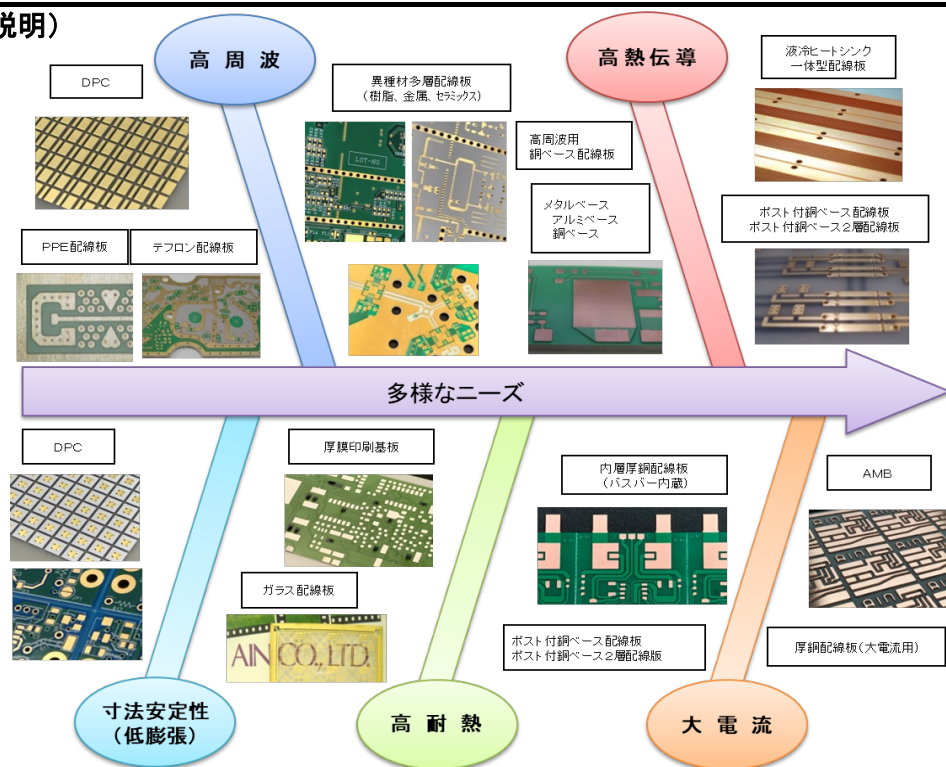 説明）
高 周 波
高熱伝導
DPC
異種材多層配線板
（樹脂、金属、セラミックス）
液冷ヒートシンク
一体型配線板
LOT-NO
高周波用
銅ベース配線板
メタルベース
アルミベース
銅ベース
ポスト付銅ベース配線板
ポスト付銅ベース２層配線板
PPE配線板
テフロン配線板
多様なニーズ
DPC
厚膜印刷基板
内層厚銅配線板
（バスバー内蔵）
AMB
ガラス配線板
AIN CO., LTD.
ポスト付銅ベース配線板
ポスト付銅ベース２層配線版
厚銅配線板（大電流用）
寸法安定性
（低膨張）
高 耐 熱
大 電 流